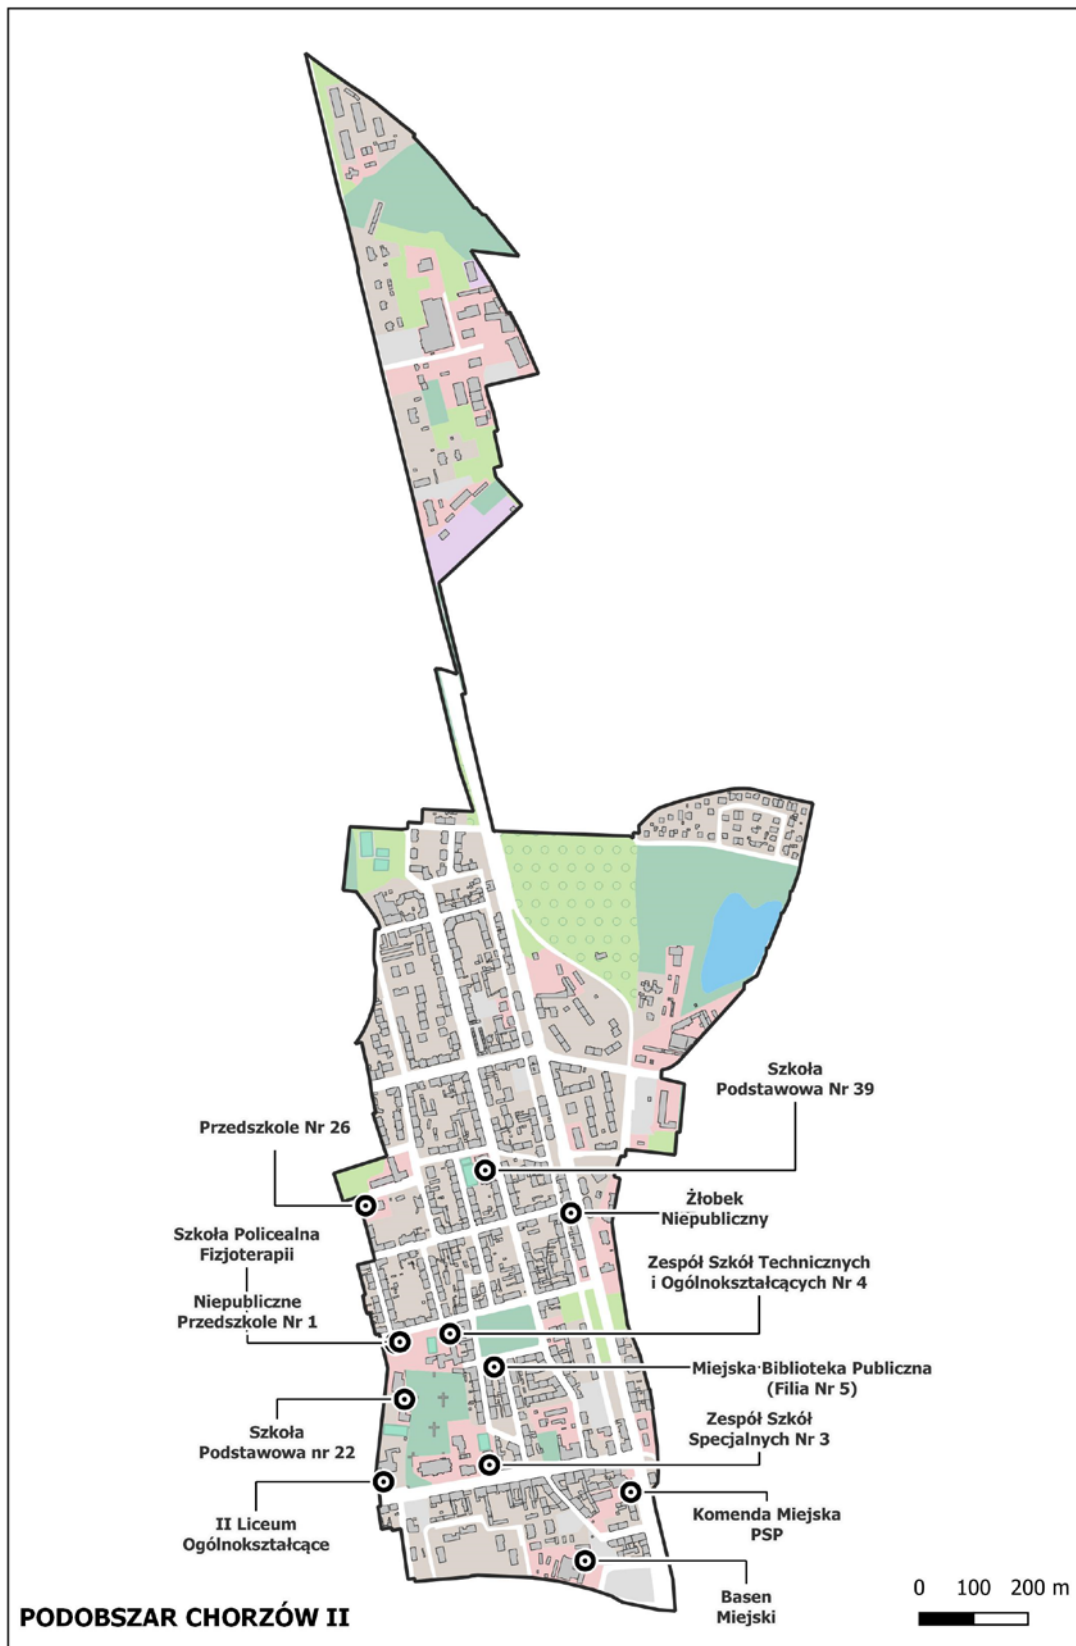 Szkoła
Podstawowa Nr 39
Przedszkole Nr 26
Żłobek
Niepubliczny
Szkoła Policealna
Fizjoterapii
Zespół Szkół Technicznych
i Ogólnokształcących Nr 4
Niepubliczne
Przedszkole Nr 1
Miejska Biblioteka Publiczna
(Filia Nr 5)
Szkoła
Podstawowa nr 22
Zespół Szkół
Specjalnych Nr 3
II Liceum
Ogólnokształcące
Komenda Miejska
PSP
Basen
Miejski
0 100 200 m
PODOBSZAR CHORZÓW II